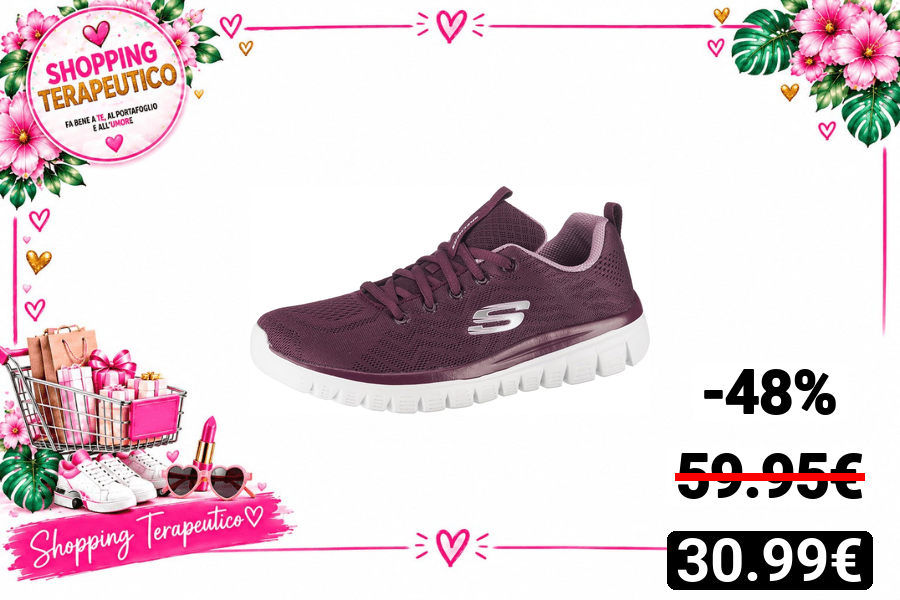 SHOPPING
TERAPEUTICO
FA BENE A TE, AL PORTAFOGLIO
E ALL'UMORE
-48%
59.95€
30.99€
Shopping Terapeutico